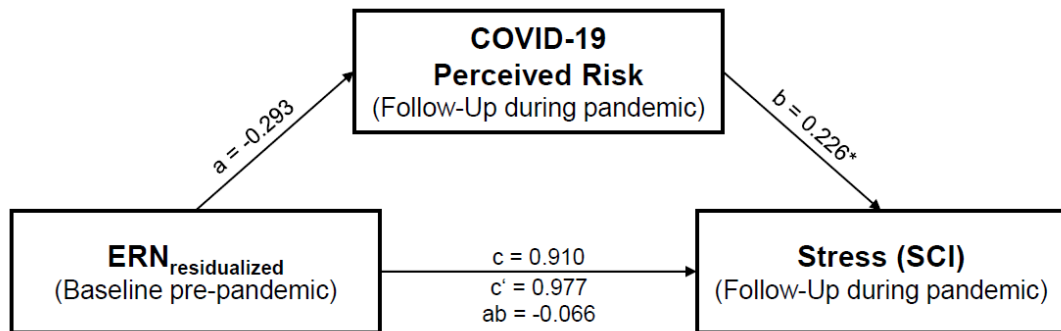 COVID-19
Perceived Risk
(Follow-Up during pandemic)
a = -0.293
b = 0.226*
ERNresidualized
(Baseline pre-pandemic)
c = 0.910
c‘ = 0.977
ab = -0.066
Stress (SCI)
(Follow-Up during pandemic)